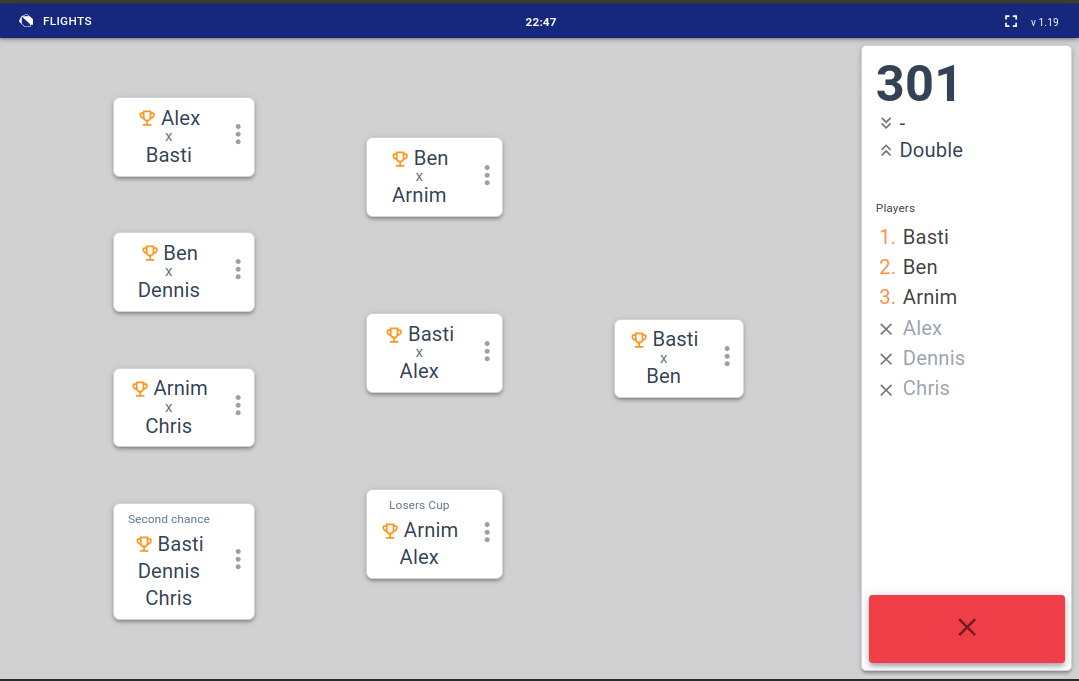 FLIGHTS
22:47
v 1.19
Alex
x
Basti
Ben
x
Dennis
Arnim
x
Chris
Second chance
Basti
Dennis
Chris
Ben
x
Arnim
Basti
x
Alex
Losers Cup
Arnim
Alex
Basti
x
Ben
301
-
Double
Players
1. Basti
2. Ben
3. Arnim
Alex
Dennis
Chris